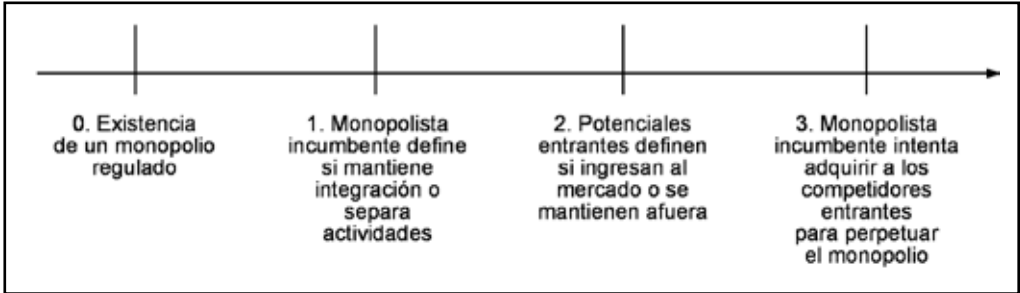 0. Existencia
de un monopolio
regulado
1. Monopolista
incumbente define
si mantiene
integración o
separa
actividades
2. Potenciales
entrantes definen
si ingresan al
mercado o se
mantienen afuera
3. Monopolista
incumbente intenta
adquirir a los
competidores
entrantes
para perpetuar
el monopolio